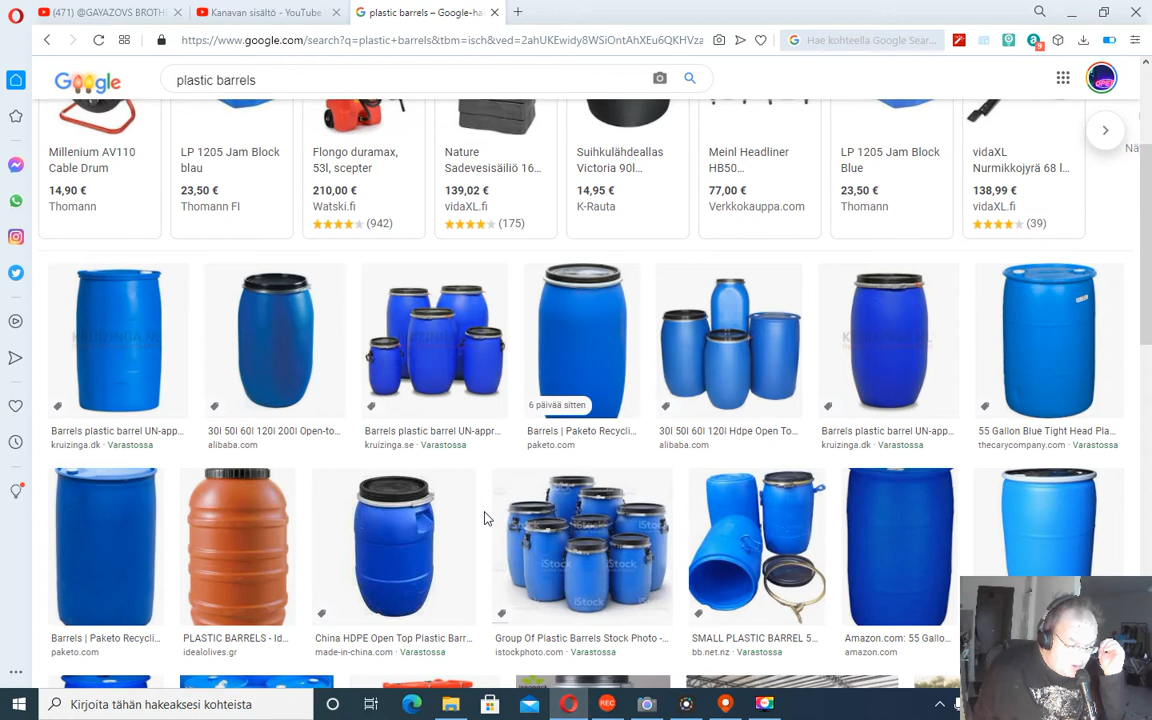 (471) @GAYAZOVS BROTH
Kanavan sisältö - YouTube
plastic barrels – Google-ha
https://www.google.com/search?q=plastic+barrels&tbm=isch&ved=2ahUKEwidy8WSiOntAhXEu6QKHVza
Hae kohteella Google Sear
Google
plastic barrels
Millenium AV110
Cable Drum
14,90 €
Thomann
LP 1205 Jam Block
blau
23,50 €
Thomann FI
Flongo duramax,
53l, scepter
210,00 €
Watski.fi
(942)
Nature
Sadevesisäiliö 16...
139,02 €
vidaXL.fi
(175)
Suihkulähdeallas
Victoria 90l...
14,95 €
K-Rauta
Meinl Headliner
HB50...
77,00 €
Verkkokauppa.com
LP 1205 Jam Block
Blue
23,50 €
Thomann
vidaXL
Nurmikkojyrä 68 l...
138,99 €
vidaXL.fi
(39)
Nä
6 päivää sitten
Barrels plastic barrel UN-app...
kruizinga.dk · Varastossa
30l 50l 60l 120l 200l Open-to...
alibaba.com
Barrels plastic barrel UN-appr...
kruizinga.se · Varastossa
Barrels | Paketo Recycli...
paketo.com
30l 50l 60l 120l Hdpe Open To...
alibaba.com
Barrels plastic barrel UN-app...
kruizinga.dk · Varastossa
55 Gallon Blue Tight Head Pla...
thecarycompany.com · Varastossa
iStock
iStock
iStock
Barrels | Paketo Recycli...
paketo.com
PLASTIC BARRELS - Id...
idealolives.gr
China HDPE Open Top Plastic Barr...
made-in-china.com · Varastossa
Group Of Plastic Barrels Stock Photo -...
istockphoto.com · Varastossa
SMALL PLASTIC BARREL 5...
bb.net.nz · Varastossa
Amazon.com: 55 Gallo...
amazon.com
Kirjoita tähän hakeaksesi kohteista
REC
9